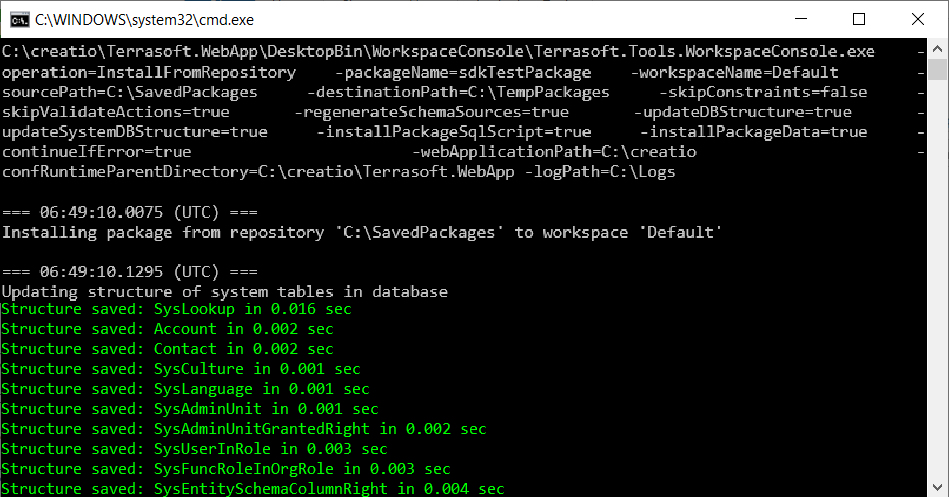 C:\WINDOWS\system32\cmd.exe
C:\creatio\Terrasoft.WebApp\DesktopBin\WorkspaceConsole\Terrasoft.Tools.WorkspaceConsole.exe -
operation=InstallFromRepository -packageName=sdkTestPackage -workspaceName=Default -
sourcePath=C:\SavedPackages -destinationPath=C:\TempPackages -skipConstraints=false -
skipValidateActions=true -regenerateSchemaSources=true -updateDBStructure=true -
updateSystemDBStructure=true -installPackageSqlScript=true -installPackageData=true -
continueIfError=true -webApplicationPath=C:\creatio -
confRuntimeParentDirectory=C:\creatio\Terrasoft.WebApp -logPath=C:\Logs
=== 06:49:10.0075 (UTC) ===
Installing package from repository 'C:\SavedPackages' to workspace 'Default'
=== 06:49:10.1295 (UTC) ===
Updating structure of system tables in database
Structure saved: SysLookup in 0.016 sec
Structure saved: Account in 0.002 sec
Structure saved: Contact in 0.002 sec
Structure saved: SysCulture in 0.001 sec
Structure saved: SysLanguage in 0.001 sec
Structure saved: SysAdminUnit in 0.001 sec
Structure saved: SysAdminUnitGrantedRight in 0.002 sec
Structure saved: SysUserInRole in 0.003 sec
Structure saved: SysFuncRoleInOrgRole in 0.003 sec
Structure saved: SysEntitySchemaColumnRight in 0.004 sec